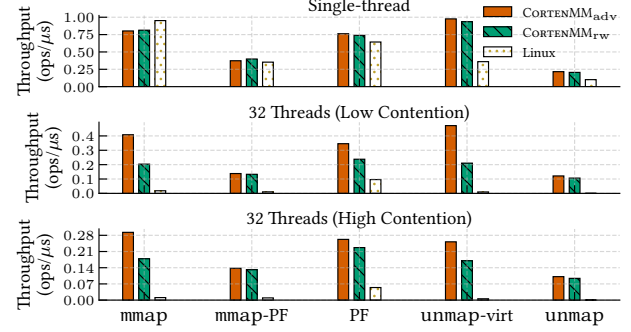 Single-thread
CortenMM_adv
CortenMM_rw
Linux
Throughput
(ops/μs)
1.00
0.75
0.50
0.25
0.00
32 Threads (Low Contention)
Throughput
(ops/μs)
0.4
0.3
0.2
0.1
0.0
32 Threads (High Contention)
Throughput
(ops/μs)
0.28
0.21
0.14
0.07
0.00
mmap mmap-PF PF unmap-virt unmap